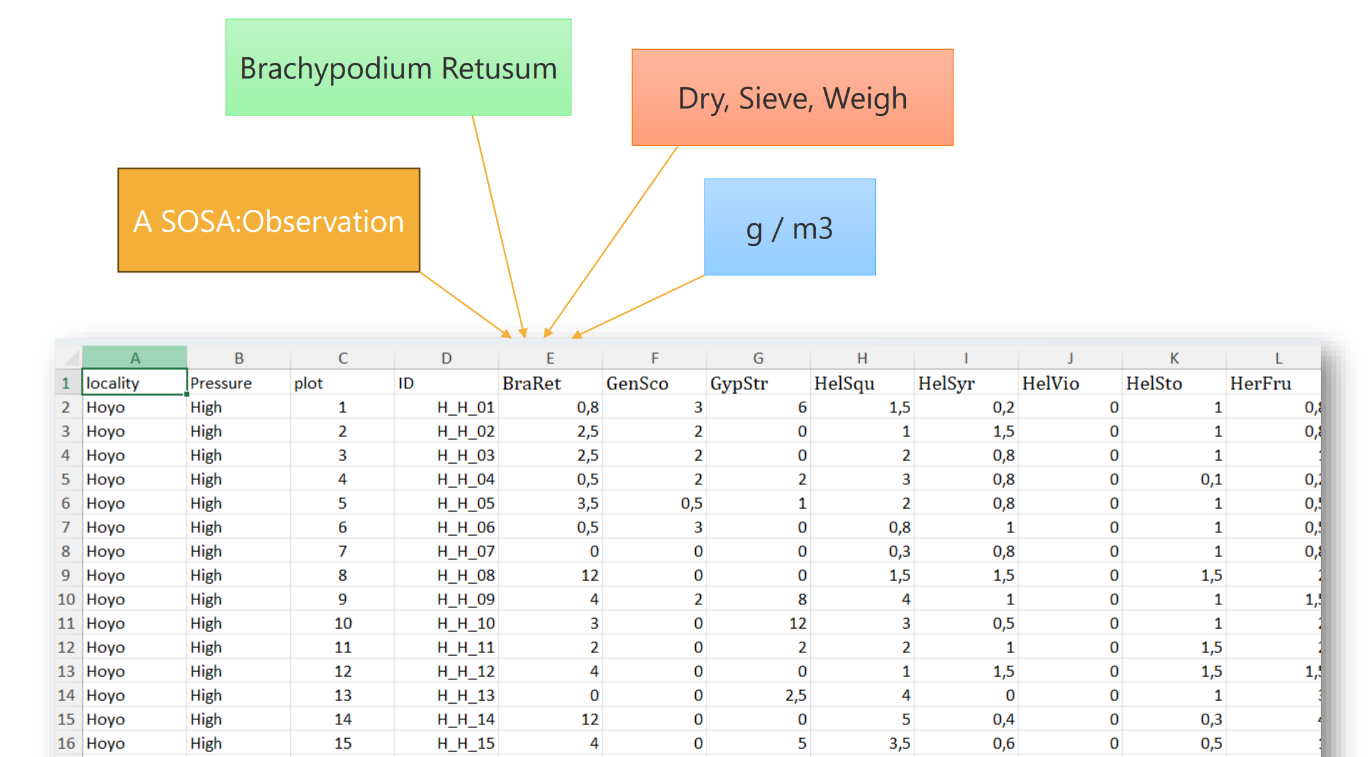 Brachypodium Retusum
Dry, Sieve, Weigh
A SOSA:Observation
g / m3
A B C D E F G H I J K L
1 locality Pressure plot ID BraRet GenSco GypStr HelSqu HelSyr HelVio HelSto HerFru
2 Hoyo High 1 H_H_01 0,8 3 6 1,5 0,2 0 1
3 Hoyo High 2 H_H_02 2,5 2 0 1 1,5 0 1
4 Hoyo High 3 H_H_03 2,5 2 0 2 0,8 0 1
5 Hoyo High 4 H_H_04 0,5 2 2 3 0,8 0 0,1
6 Hoyo High 5 H_H_05 3,5 0,5 1 2 0,8 0 1
7 Hoyo High 6 H_H_06 0,5 3 0 0,8 1 0 1
8 Hoyo High 7 H_H_07 0 0 0 0,3 0,8 0 1
9 Hoyo High 8 H_H_08 12 0 0 1,5 1,5 0 1,5
10 Hoyo High 9 H_H_09 4 2 8 4 1 0 1
11 Hoyo High 10 H_H_10 3 0 12 3 0,5 0 1
12 Hoyo High 11 H_H_11 2 0 2 2 1 0 1,5
13 Hoyo High 12 H_H_12 4 0 0 1 1,5 0 1,5
14 Hoyo High 13 H_H_13 0 0 2,5 4 0 0 1
15 Hoyo High 14 H_H_14 12 0 0 5 0,4 0 0,3
16 Hoyo High 15 H_H_15 4 0 5 3,5 0,6 0 0,5